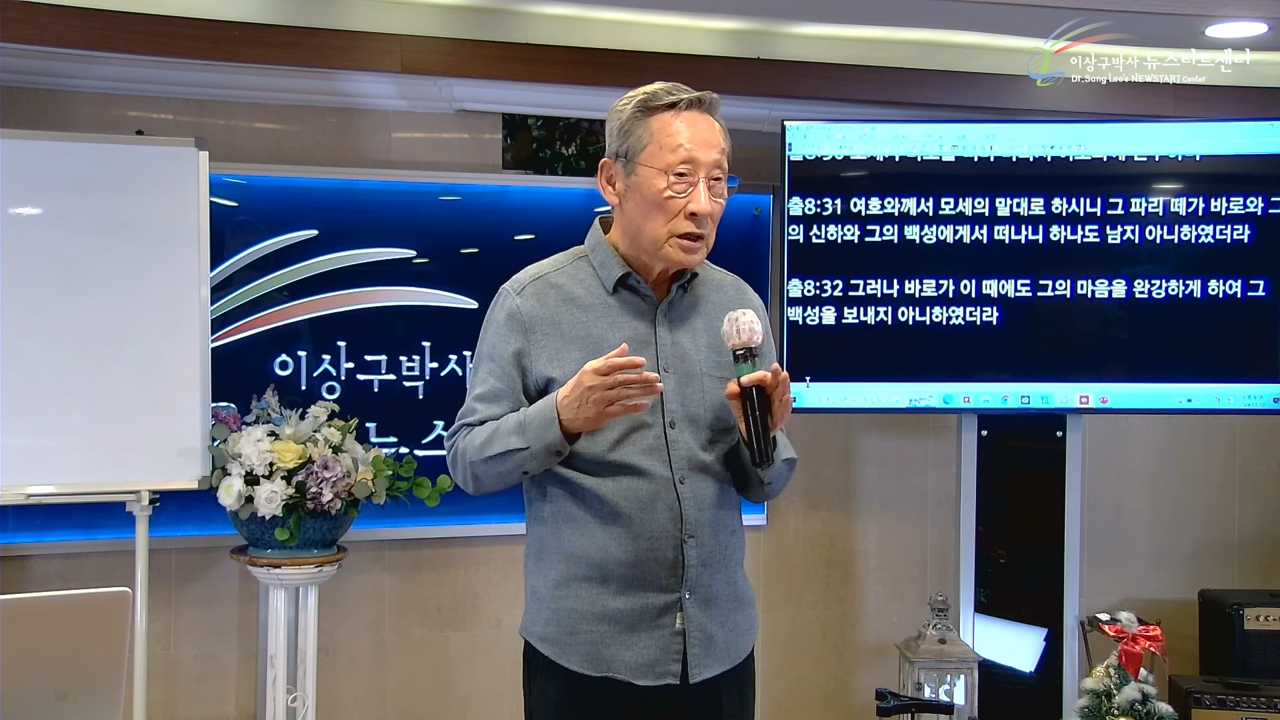 이상구박사 뉴스타트센터
Dr. Sang Lee's NEWSTART Center
출8:31 여호와께서 모세의 말대로 하시니 그 파리 떼가 바로와 그
의 신하와 그의 백성에게서 떠나니 하나도 남지 아니하였더라
출8:32 그러나 바로가 이 때에도 그의 마음을 완강하게 하여 그
백성을 보내지 아니하였더라
이상구박사
뉴스